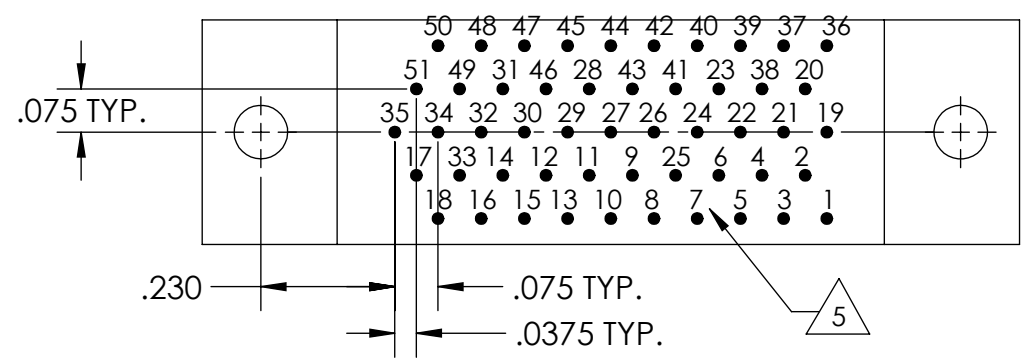 50 48 47 45 44 42 40 39 37 36
51 49 31 46 28 43 41 23 38 20
.075 TYP.
35 34 32 30 29 27 26 24 22 21 19
17 33 14 12 11 9 25 6 4 2
18 16 15 13 10 8 7 5 3 1
.230 .075 TYP.
5
.0375 TYP.